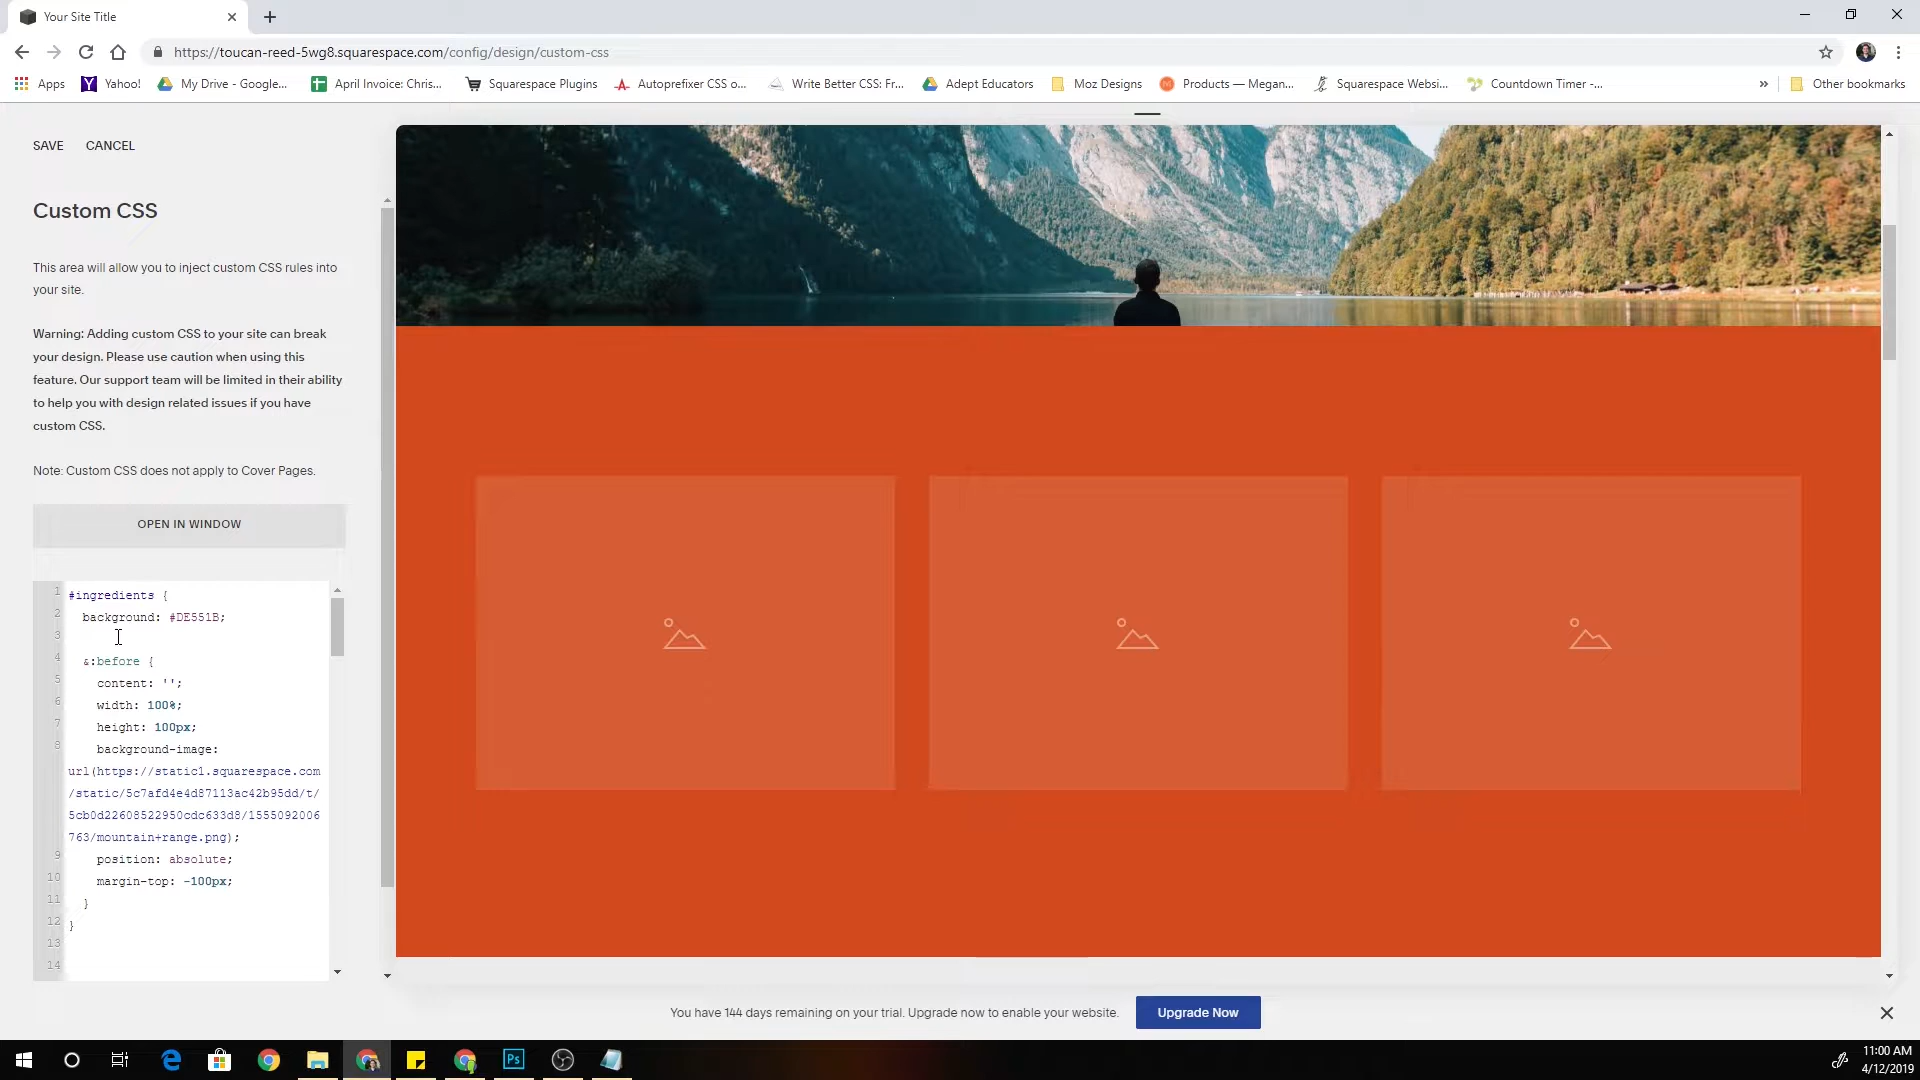 Your Site Title
https://toucan-reed-5wg8.squarespace.com/config/design/custom-css
Apps Yahoo! My Drive - Google... April Invoice: Chris... Squarespace Plugins Autoprefixer CSS o... Write Better CSS: Fr... Adept Educators Moz Designs Products — Megan... Squarespace Websi... Countdown Timer -... » Other bookmarks
SAVE CANCEL
Custom CSS
This area will allow you to inject custom CSS rules into
your site.
Warning: Adding custom CSS to your site can break
your design. Please use caution when using this
feature. Our support team will be limited in their ability
to help you with design related issues if you have
custom CSS.
Note: Custom CSS does not apply to Cover Pages.
OPEN IN WINDOW
1 #ingredients {
2 background: #DE551B;
3
4 &:before {
5 content: '';
6 width: 100%;
7 height: 100px;
8 background-image:
url(https://static1.squarespace.com
/static/5c7afd4e4d87113ac42b95dd/t/
5cb0d22608522950cdc633d8/1555092006
763/mountain+range.png);
9 position: absolute;
10 margin-top: -100px;
11 }
12 }
13
14
You have 144 days remaining on your trial. Upgrade now to enable your website. Upgrade Now
Ps
11:00 AM
4/12/2019